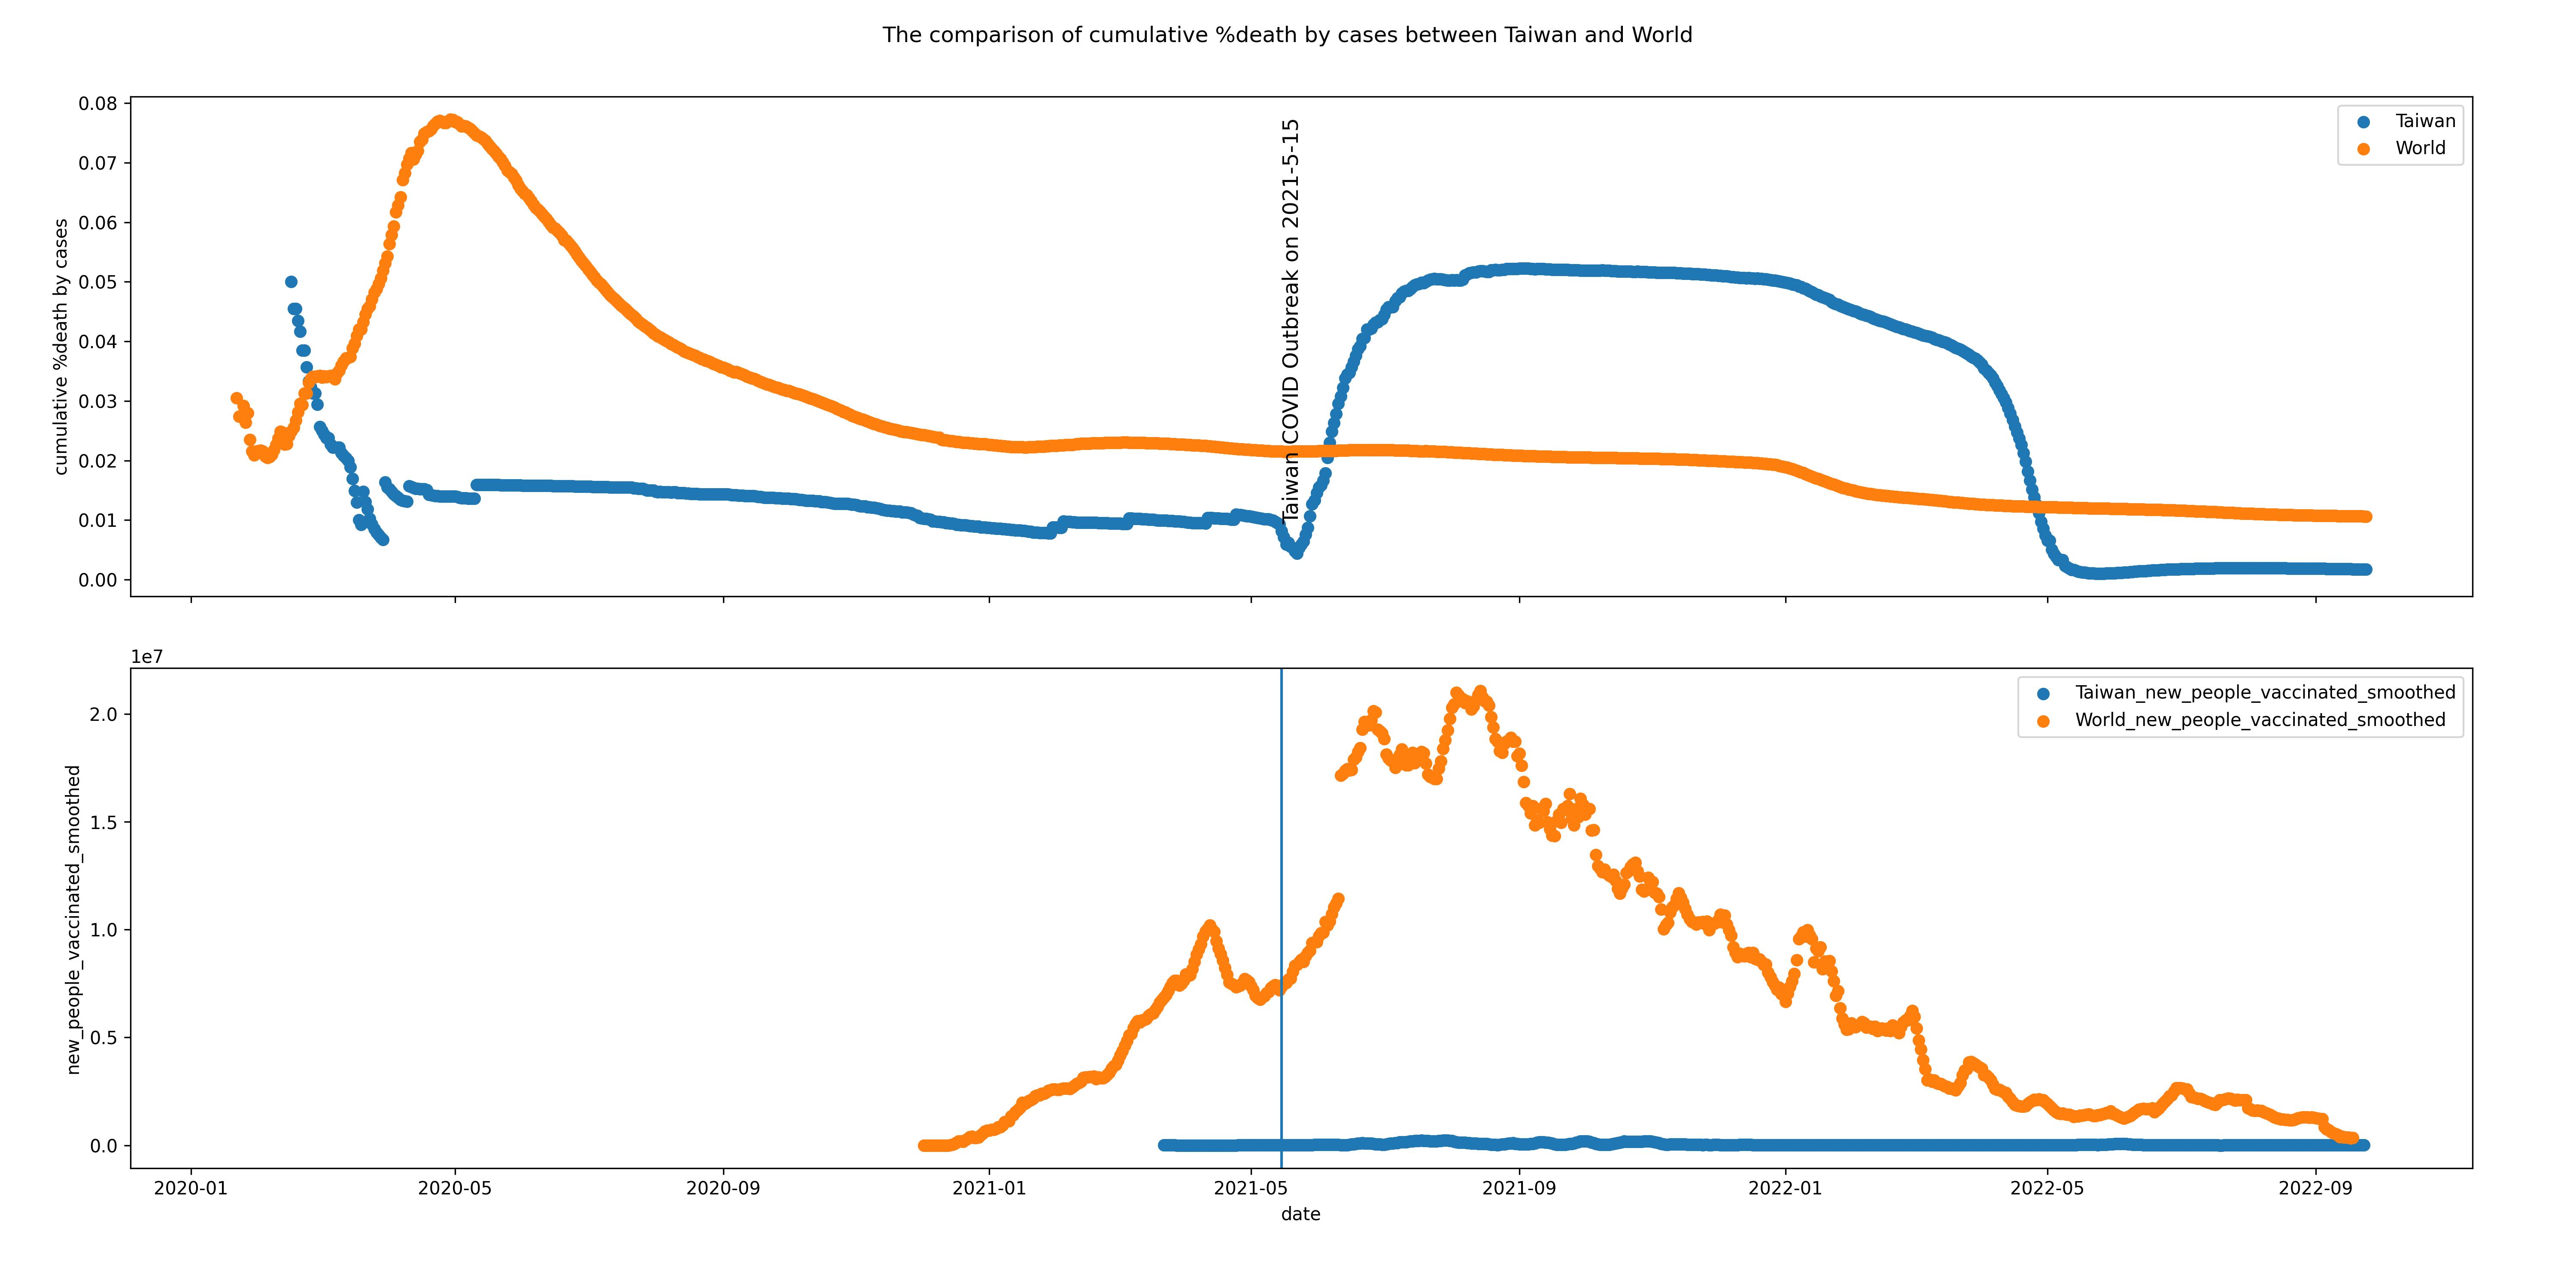 The comparison of cumulative %death by cases between Taiwan and World
0.08
0.07
0.06
0.05
0.04
0.03
0.02
0.01
0.00
cumulative %death by cases
Taiwan COVID Outbreak on 2021-5-15
Taiwan
World
1e7
2.0
1.5
1.0
0.5
0.0
new_people_vaccinated_smoothed
Taiwan_new_people_vaccinated_smoothed
World_new_people_vaccinated_smoothed
2020-01 2020-05 2020-09 2021-01 2021-05 2021-09 2022-01 2022-05 2022-09
date